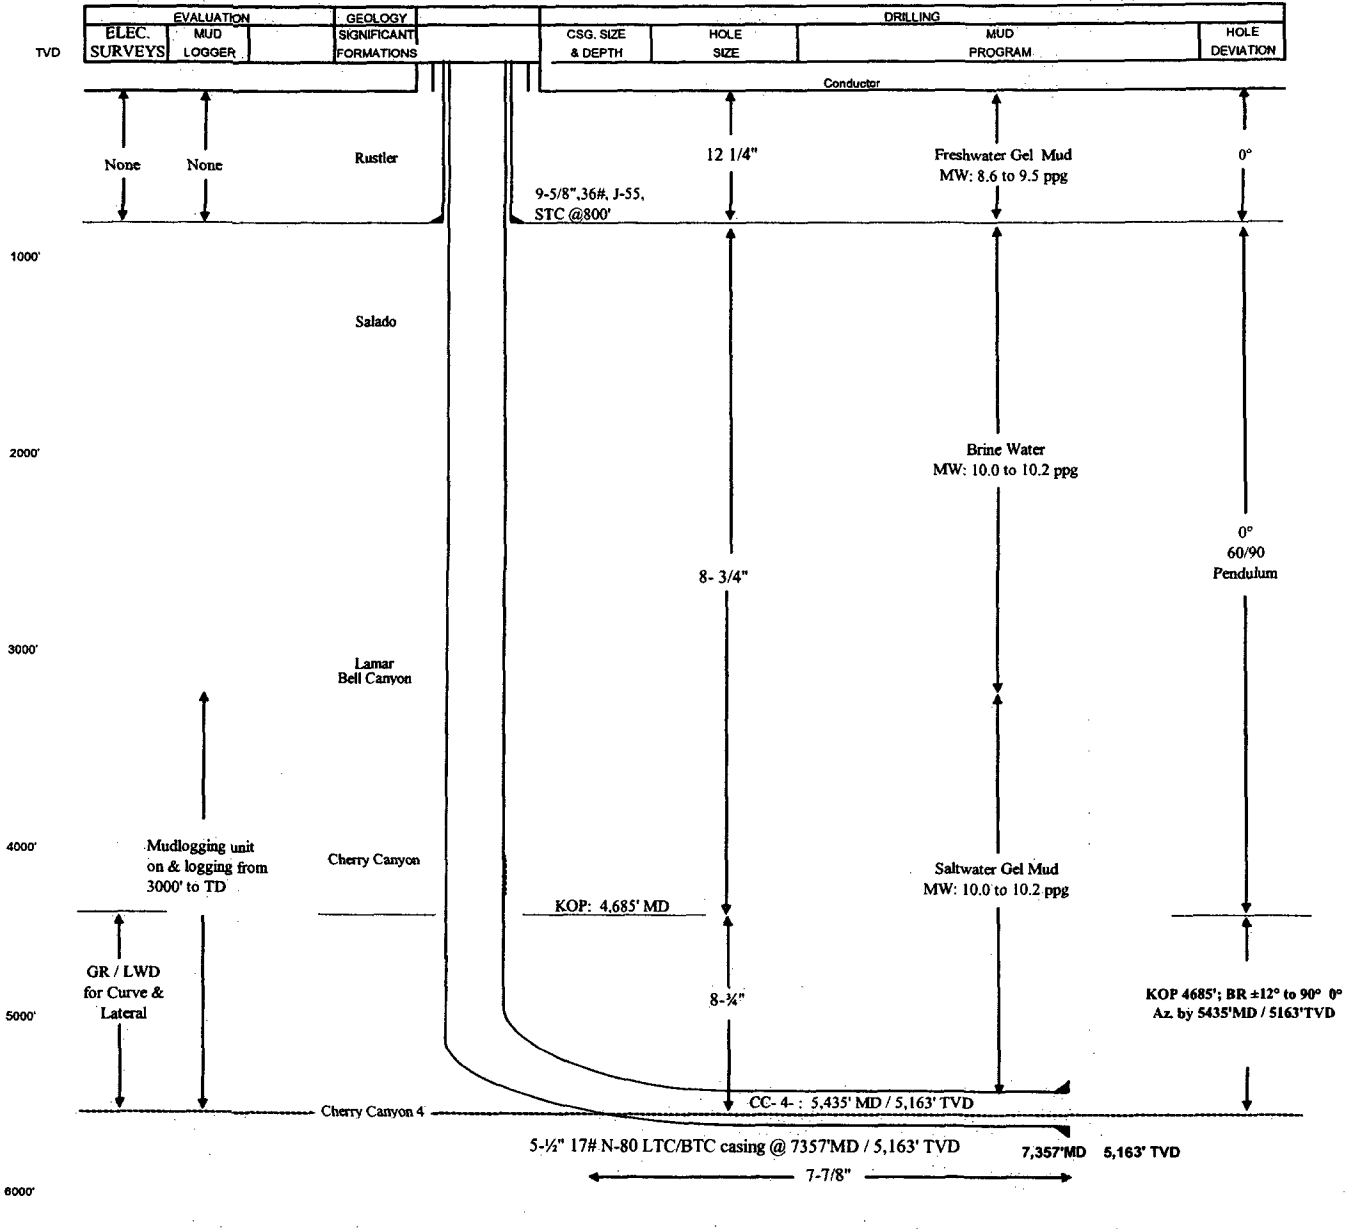 EVALUATION GEOLOGY DRILLING
TVD
ELEC. SURVEYS
MUD LOGGER
SIGNIFICANT FORMATIONS
CSG. SIZE & DEPTH
HOLE SIZE
MUD PROGRAM
HOLE DEVIATION
Conductor
None
None
Rustler
12 1/4"
Freshwater Gel Mud
MW: 8.6 to 9.5 ppg
0°
9-5/8",36#, J-55,
STC @800'
1000'
Salado
2000'
Brine Water
MW: 10.0 to 10.2 ppg
0°
60/90
Pendulum
8- 3/4"
3000'
Lamar
Bell Canyon
4000'
Mudlogging unit
on & logging from
3000' to TD
Cherry Canyon
Saltwater Gel Mud
MW: 10.0 to 10.2 ppg
KOP: 4,685' MD
GR / LWD
for Curve &
Lateral
8-¾"
KOP 4685'; BR ±12° to 90° 0°
Az. by 5435'MD / 5163'TVD
5000'
CC- 4- : 5,435' MD / 5,163' TVD
Cherry Canyon 4
5-½" 17# N-80 LTC/BTC casing @ 7357'MD / 5,163' TVD
7,357'MD 5,163' TVD
7-7/8"
6000'